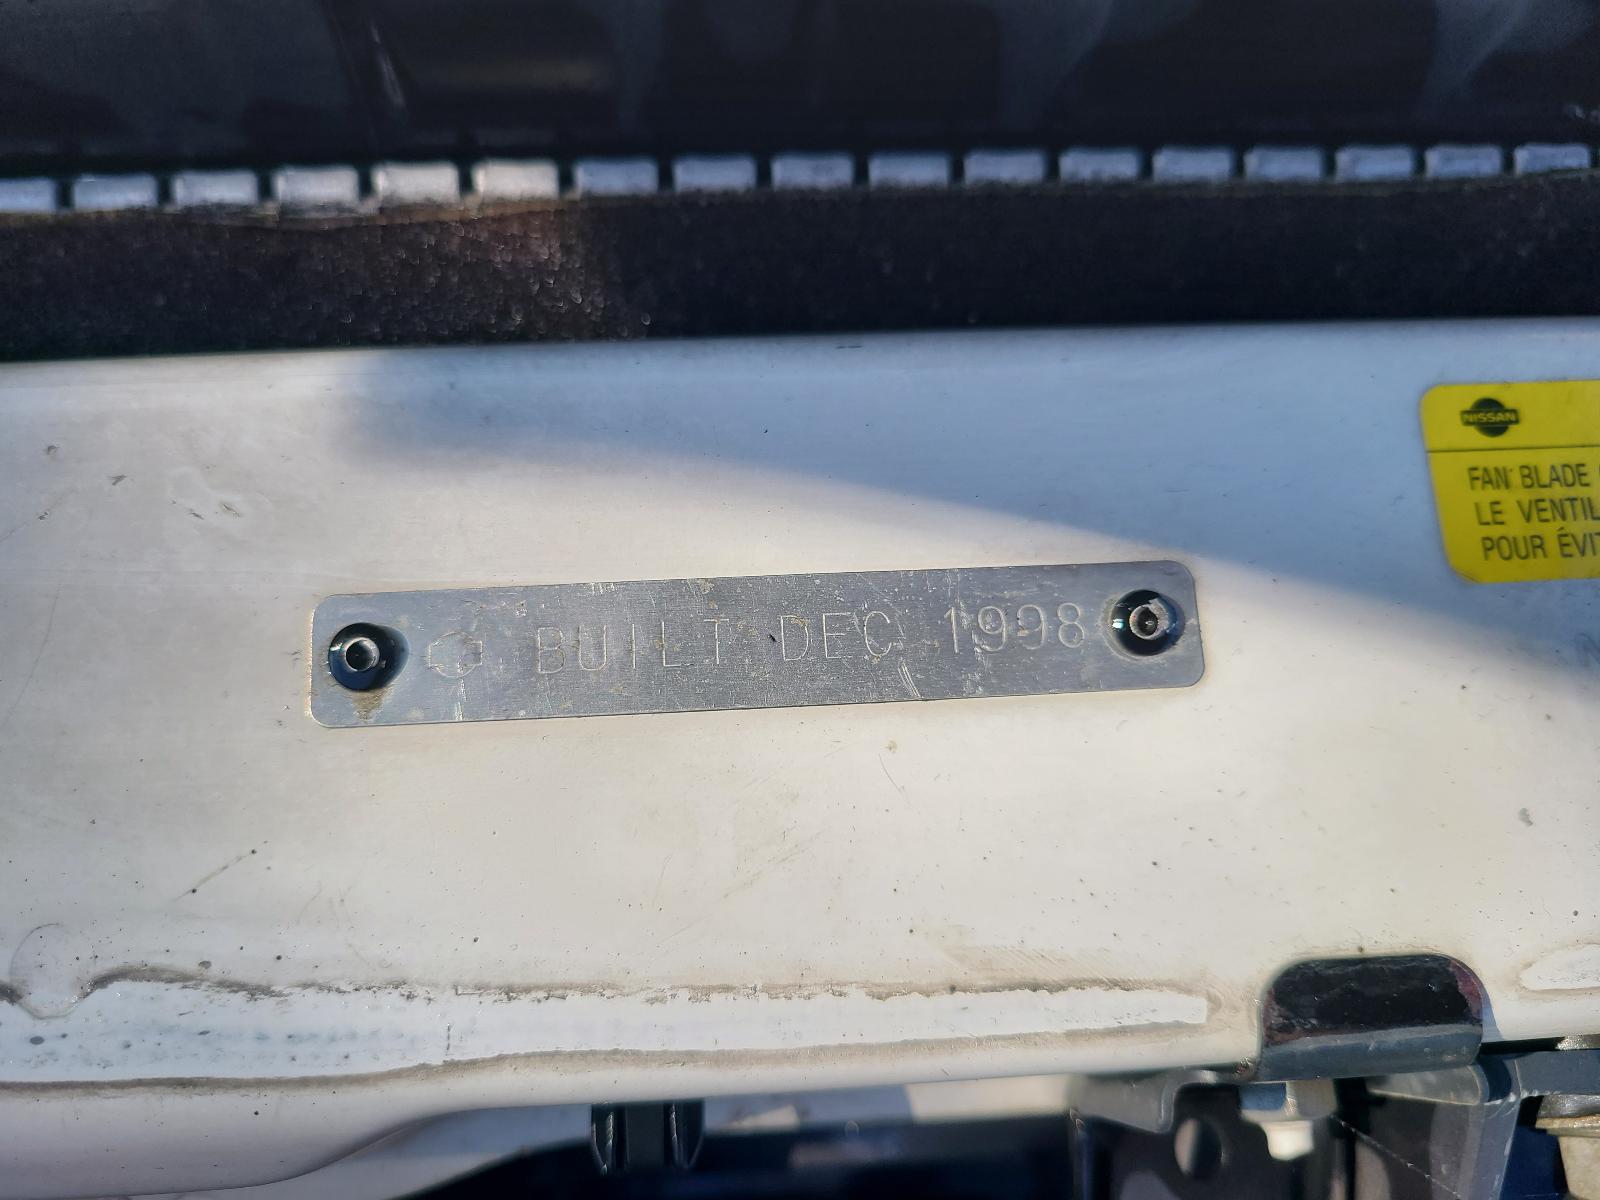 BUILT DEC 1998
NISSAN
FAN BLADE
LE VENTIL
POUR ÉVIT